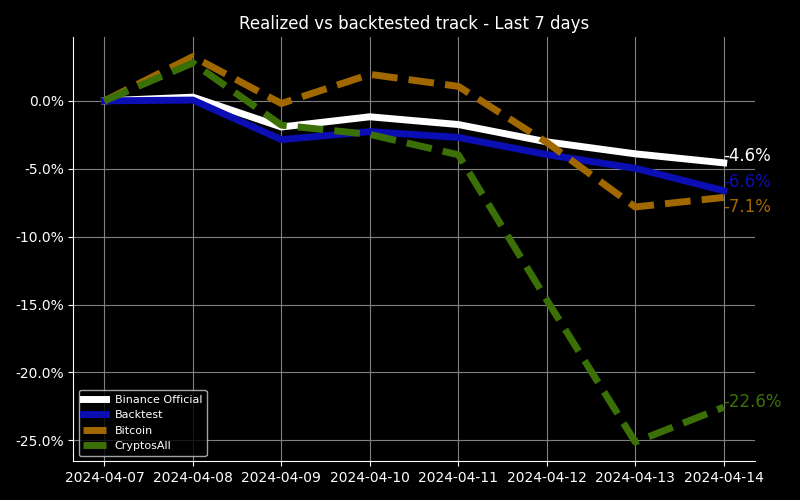 Realized vs backtested track - Last 7 days
0.0%
-5.0%
-10.0%
-15.0%
-20.0%
-25.0%
-4.6%
-6.6%
-7.1%
-22.6%
Binance Official
Backtest
Bitcoin
CryptosAll
2024-04-07 2024-04-08 2024-04-09 2024-04-10 2024-04-11 2024-04-12 2024-04-13 2024-04-14